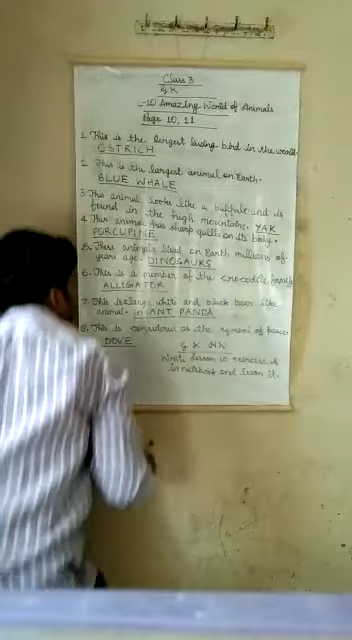 Class 3
G K
L-10 Amazing World of Animals
Page 10, 11
1. This is the largest living bird in the world.
OSTRICH
2. This is the largest animal on Earth.
BLUE WHALE
3. This animal looks like a buffalo and is
found in the high mountain. YAK
4. This animal has sharp quills on its body.
PORCUPINE
5. These animals lived on Earth millions of
years ago. DINOSAURS
6. This is a member of the crocodile family
ALLIGATOR
7. This is a large white and black bear like
animal. GIANT PANDA
8. This is considered as the symbol of peace.
DOVE
G K HW
Write lesson 10 exercise A
in notebook and learn it.